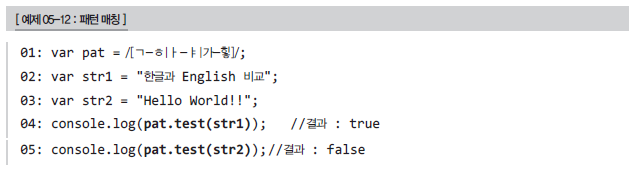 [ 예제 05-12 : 패턴 매칭 ]
01: var pat = /[ㄱ-ㅎ|ㅏ-ㅑ|가-힣]/;
02: var str1 = "한글과 English 비교";
03: var str2 = "Hello World!!";
04: console.log(pat.test(str1)); //결과 : true
05: console.log(pat.test(str2));//결과 : false